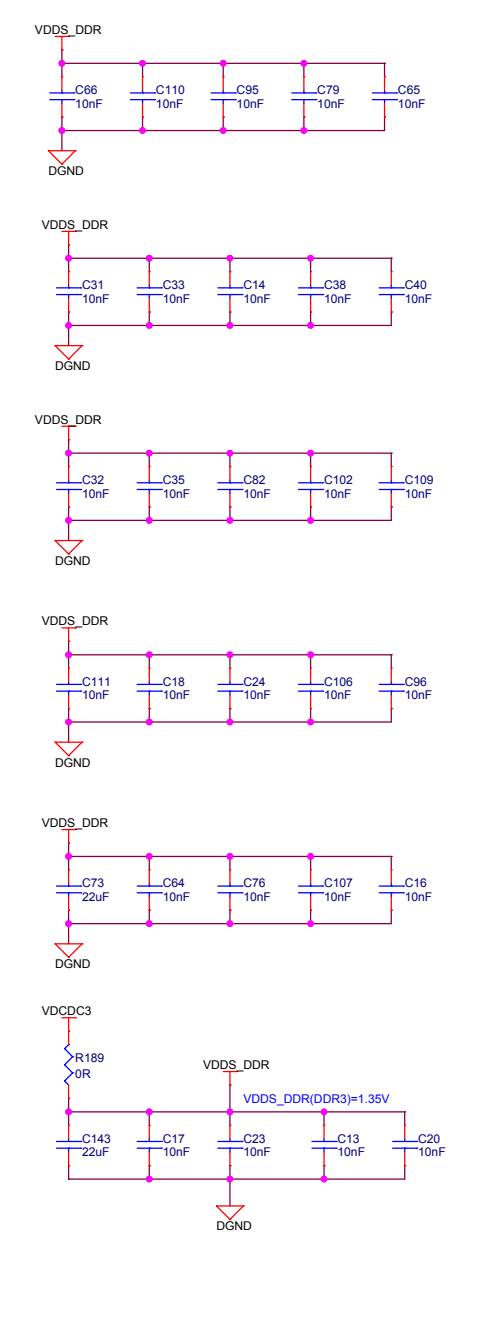 VDDS_DDR
C66 C110 C95 C79 C65
10nF 10nF 10nF 10nF 10nF
DGND
VDDS_DDR
C31 C33 C14 C38 C40
10nF 10nF 10nF 10nF 10nF
DGND
VDDS_DDR
C32 C35 C82 C102 C109
10nF 10nF 10nF 10nF 10nF
DGND
VDDS_DDR
C111 C18 C24 C106 C96
10nF 10nF 10nF 10nF 10nF
DGND
VDDS_DDR
C73 C64 C76 C107 C16
22uF 10nF 10nF 10nF 10nF
DGND
VDCDC3
R189
0R
VDDS_DDR
VDDS_DDR(DDR3)=1.35V
C143 C17 C23 C13 C20
22uF 10nF 10nF 10nF 10nF
DGND